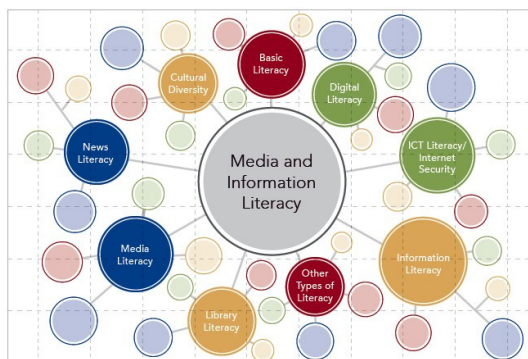 Media and
Information
Literacy
Basic
Literacy
Digital
Literacy
ICT Literacy/
Internet
Security
Information
Literacy
Other
Types of
Literacy
Library
Literacy
Media
Literacy
News
Literacy
Cultural
Diversity